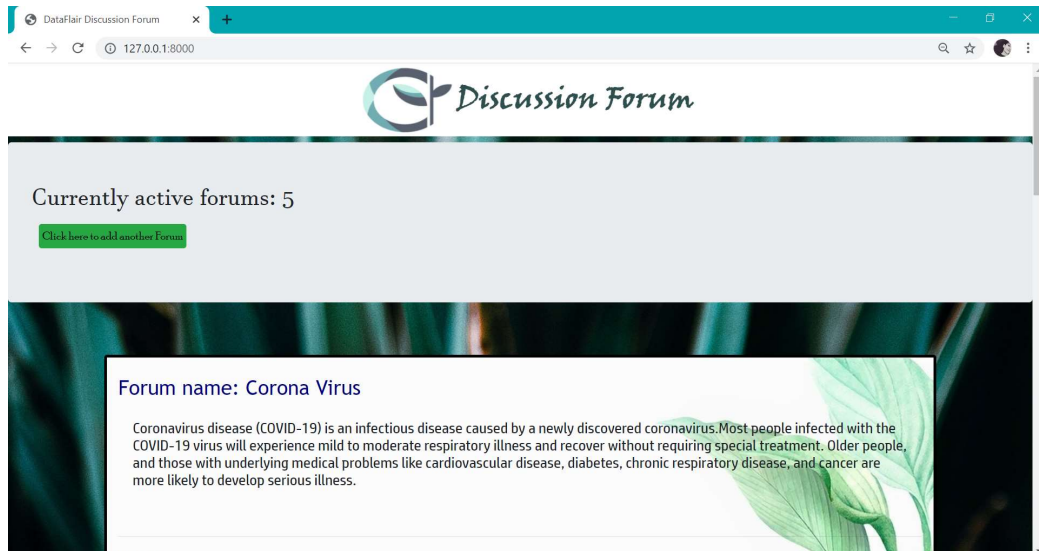 DataFlair Discussion Forum
127.0.0.1:8000
Discussion Forum
Currently active forums: 5
Click here to add another Forum
Forum name: Corona Virus
Coronavirus disease (COVID-19) is an infectious disease caused by a newly discovered coronavirus.Most people infected with the
COVID-19 virus will experience mild to moderate respiratory illness and recover without requiring special treatment. Older people,
and those with underlying medical problems like cardiovascular disease, diabetes, chronic respiratory disease, and cancer are
more likely to develop serious illness.